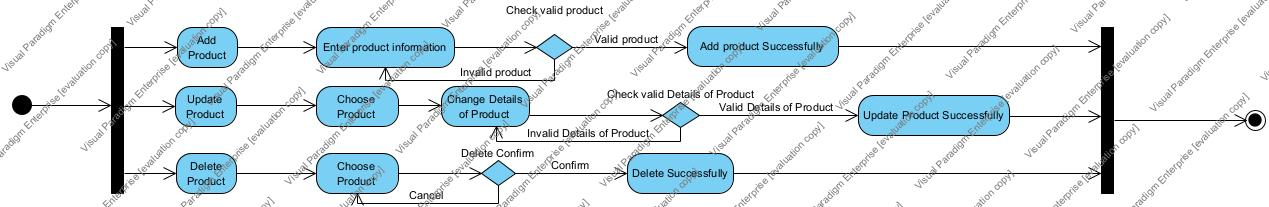 Check valid product
Add
Product
Enter product information
Valid product
Add product Successfully
Invalid product
Update
Product
Choose
Product
Change Details
of Product
Check valid Details of Product
Valid Details of Product
Update Product Successfully
Invalid Details of Product
Delete
Product
Choose
Product
Delete Confirm
Confirm
Delete Successfully
Cancel
Visual Paradigm Enterprise [evaluation copy]